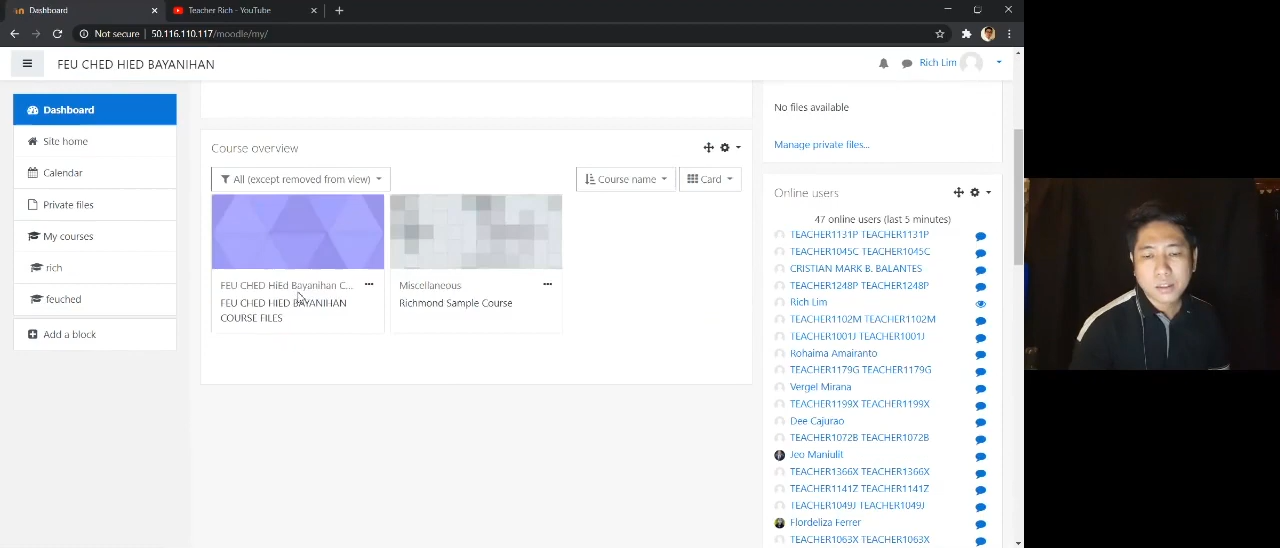 Dashboard
Teacher Rich - YouTube
Not secure
50.116.110.117/moodle/my/
FEU CHED HIED BAYANIHAN
Rich Lim
Dashboard
Site home
Calendar
Private files
My courses
rich
feuched
Add a block
Course overview
All (except removed from view)
Course name
Card
FEU CHED HiEd Bayanihan C...
FEU CHED HIED BAYANIHAN
COURSE FILES
Miscellaneous
Richmond Sample Course
No files available
Manage private files...
Online users
47 online users (last 5 minutes)
TEACHER1131P TEACHER1131P
TEACHER1045C TEACHER1045C
CRISTIAN MARK B. BALANTES
TEACHER1248P TEACHER1248P
Rich Lim
TEACHER1102M TEACHER1102M
TEACHER1001J TEACHER1001J
Rohaima Amairanto
TEACHER1179G TEACHER1179G
Vergel Mirana
TEACHER1199X TEACHER1199X
Dee Cajurao
TEACHER1072B TEACHER1072B
Jeo Maniulit
TEACHER1366X TEACHER1366X
TEACHER1141Z TEACHER1141Z
TEACHER1049J TEACHER1049J
Flordeliza Ferrer
TEACHER1063X TEACHER1063X